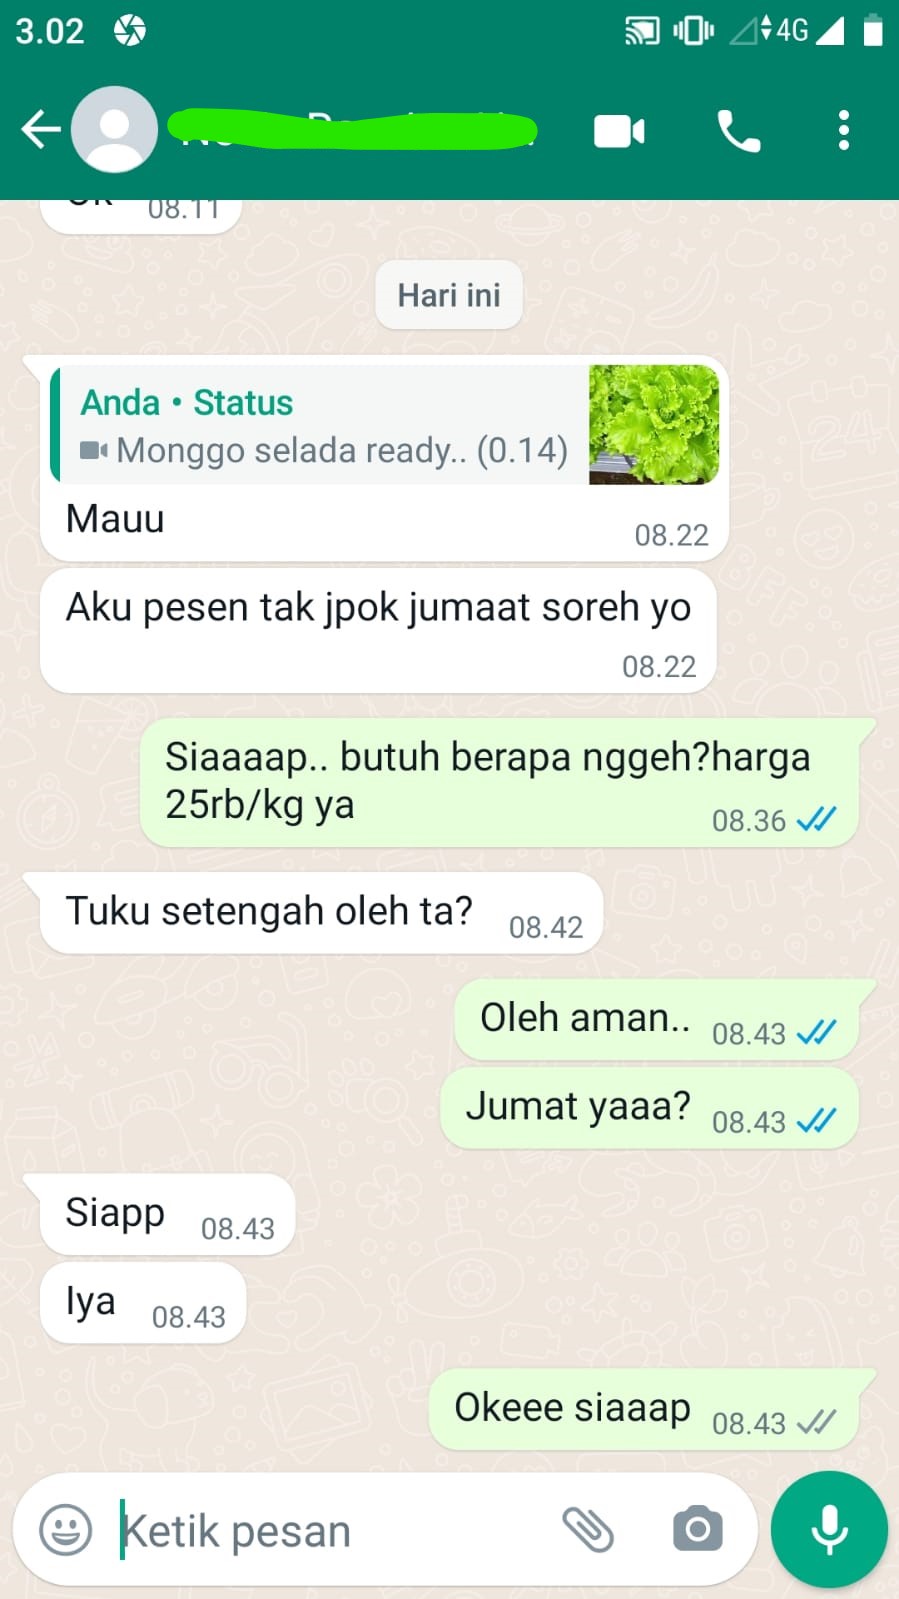 3.02
4G
08.11
Hari ini
Anda • Status
Monggo selada ready.. (0.14)
Mauu
08.22
Aku pesen tak jpok jumaat soreh yo
08.22
Siaaaap.. butuh berapa nggeh?harga
25rb/kg ya
08.36
Tuku setengah oleh ta?
08.42
Oleh aman..
08.43
Jumat yaaa?
08.43
Siapp
08.43
Iya
08.43
Okeee siaaap
08.43
Ketik pesan